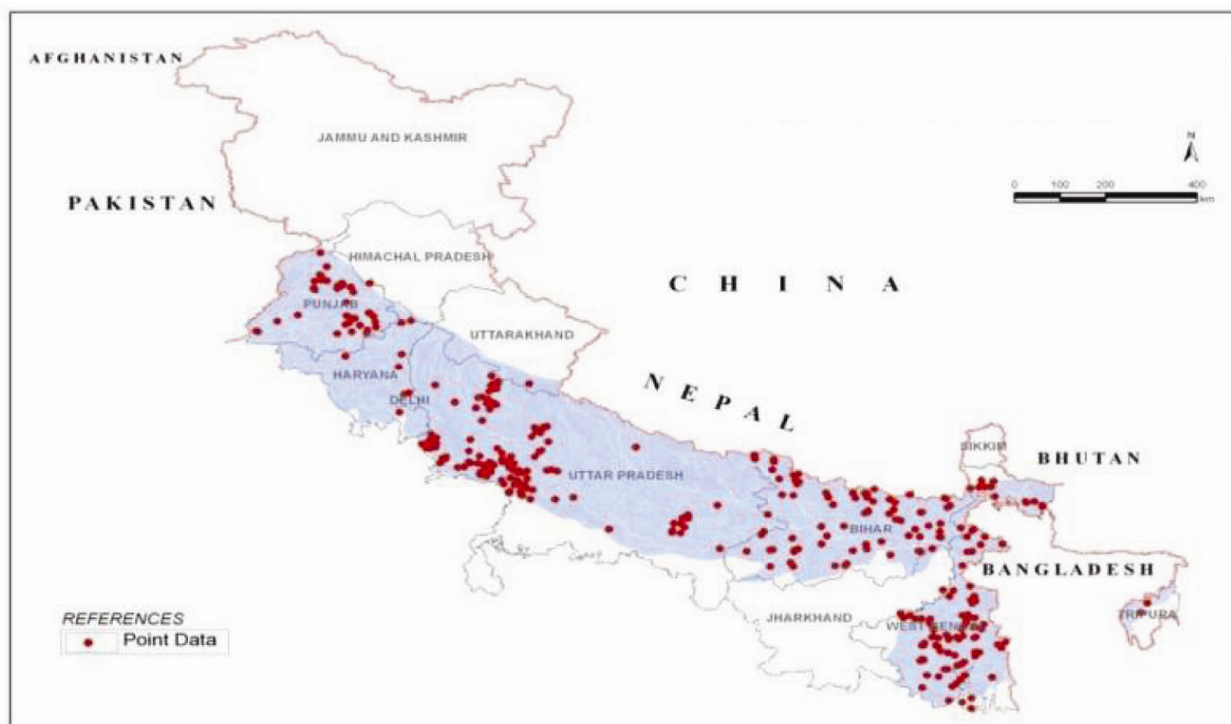 AFGHANISTAN
JAMMU AND KASHMIR
N
0 100 200 400
km
PAKISTAN
HIMACHAL PRADESH
CHINA
PUNJAB
UTTARAKHAND
HARYANA
DELHI
NEPAL
SIKKIM
BHUTAN
UTTAR PRADESH
BIHAR
BANGLADESH
JHARKHAND
WEST BENGAL
TRIPURA
REFERENCES
Point Data